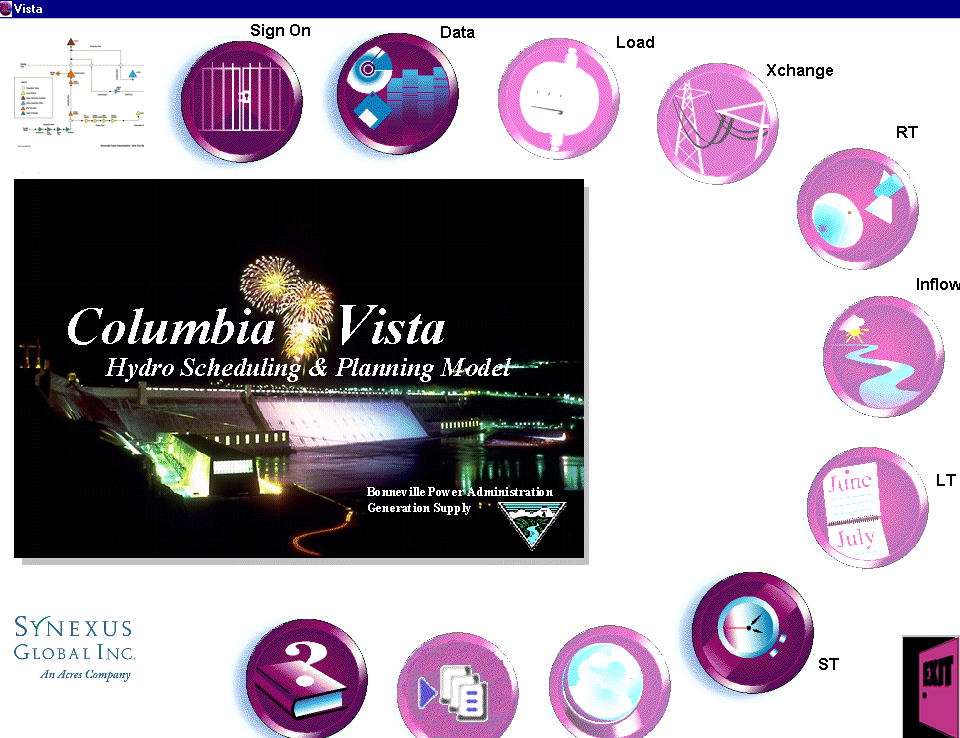 Vista
Sign On
Data
Load
Xchange
RT
Inflow
Columbia Vista
Hydro Scheduling & Planning Model
Bonneville Power Administration
Generation Supply
June
July
LT
ST
SYNEXUS
GLOBAL INC.
An Acres Company
?
EXIT